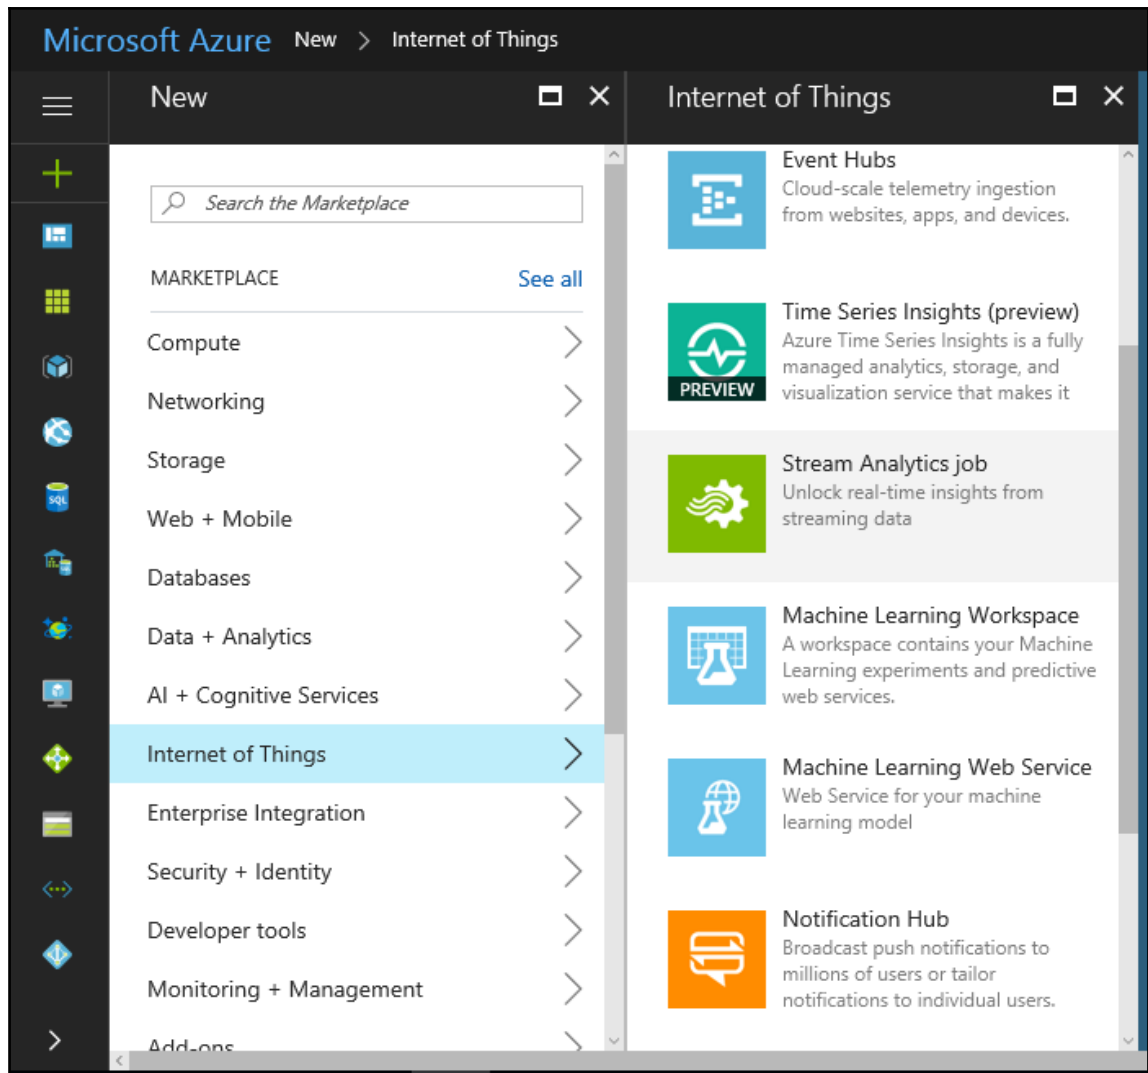 Microsoft Azure New > Internet of Things
New
Search the Marketplace
MARKETPLACE See all
Compute
Networking
Storage
Web + Mobile
Databases
Data + Analytics
AI + Cognitive Services
Internet of Things
Enterprise Integration
Security + Identity
Developer tools
Monitoring + Management
Add-ons
SQL
Internet of Things
Event Hubs
Cloud-scale telemetry ingestion
from websites, apps, and devices.
PREVIEW
Time Series Insights (preview)
Azure Time Series Insights is a fully
managed analytics, storage, and
visualization service that makes it
Stream Analytics job
Unlock real-time insights from
streaming data
Machine Learning Workspace
A workspace contains your Machine
Learning experiments and predictive
web services.
Machine Learning Web Service
Web Service for your machine
learning model
Notification Hub
Broadcast push notifications to
millions of users or tailor
notifications to individual users.